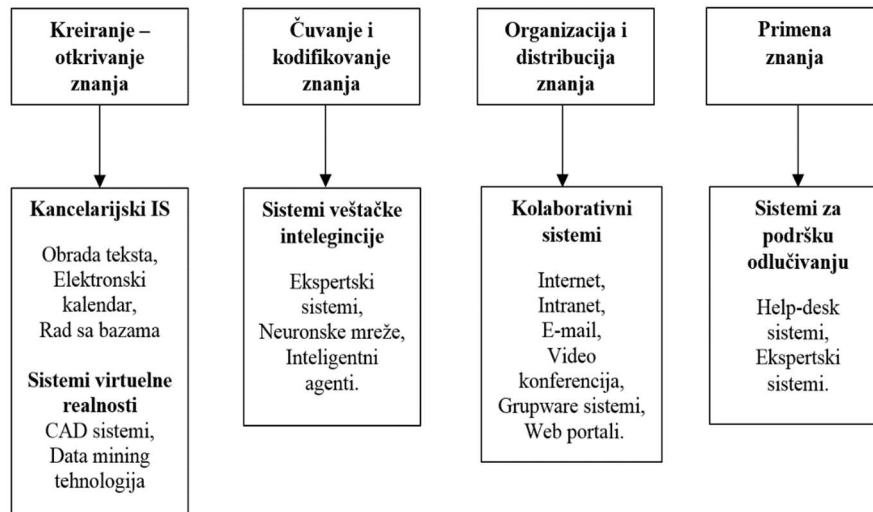 Kreiranje –
otkrivanje
znanja
Čuvanje i
kodifikovanje
znanja
Organizacija i
distribucija
znanja
Primena
znanja
Kancelarijski IS
Obrada teksta,
Elektronski
kalendar,
Rad sa bazama
Sistemi virtuelne
realnosti
CAD sistemi,
Data mining
tehnologija
Sistemi veštačke
intelegincije
Ekspertski
sistemi,
Neuronske mreže,
Inteligentni
agenti.
Kolaborativni
sistemi
Internet,
Intranet,
E-mail,
Video
konferencija,
Grupware sistemi,
Web portali.
Sistemi za
podršku
odlučivanju
Help-desk
sistemi,
Ekspertski
sistemi.